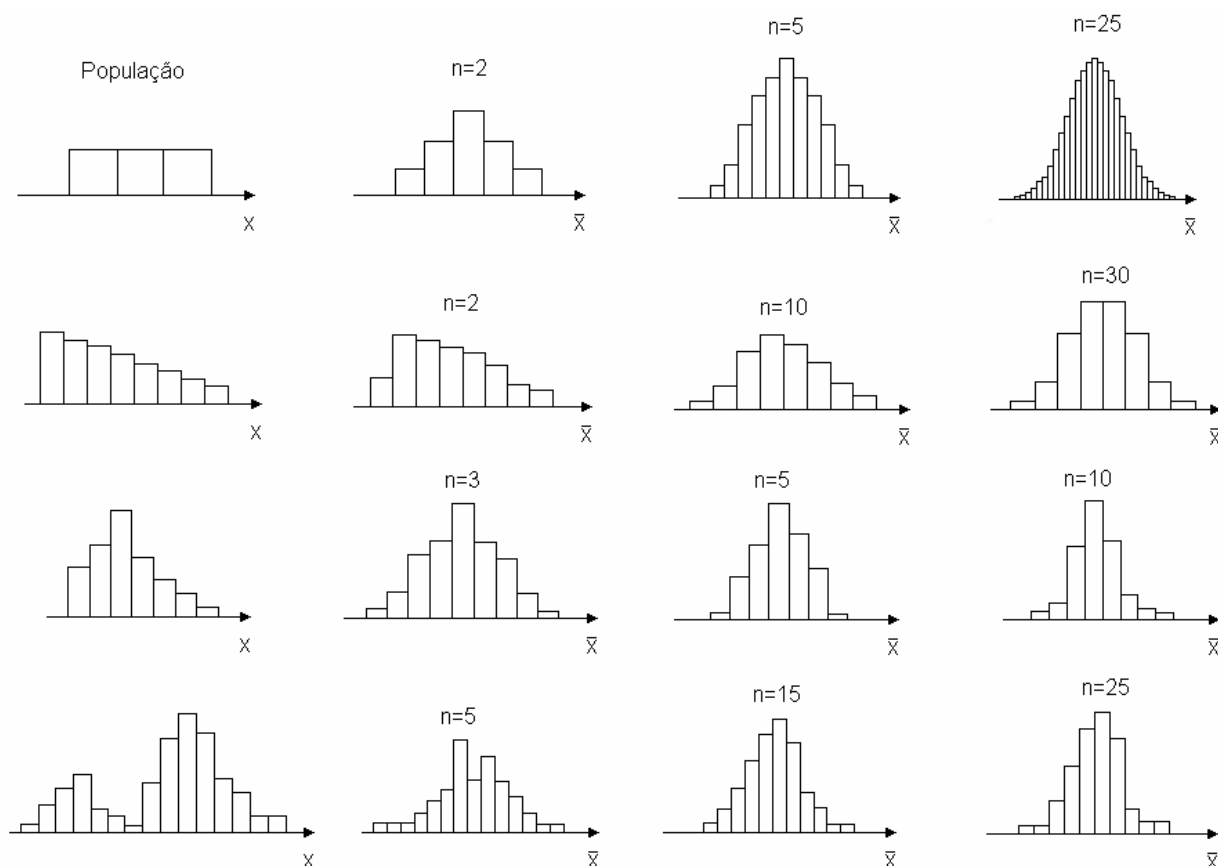 População
n=2
n=5
n=25
x
x̅
x̅
x̅
n=2
n=10
n=30
x
x̅
x̅
x̅
n=3
n=5
n=10
x
x̅
x̅
x̅
n=5
n=15
n=25
x
x̅
x̅
x̅